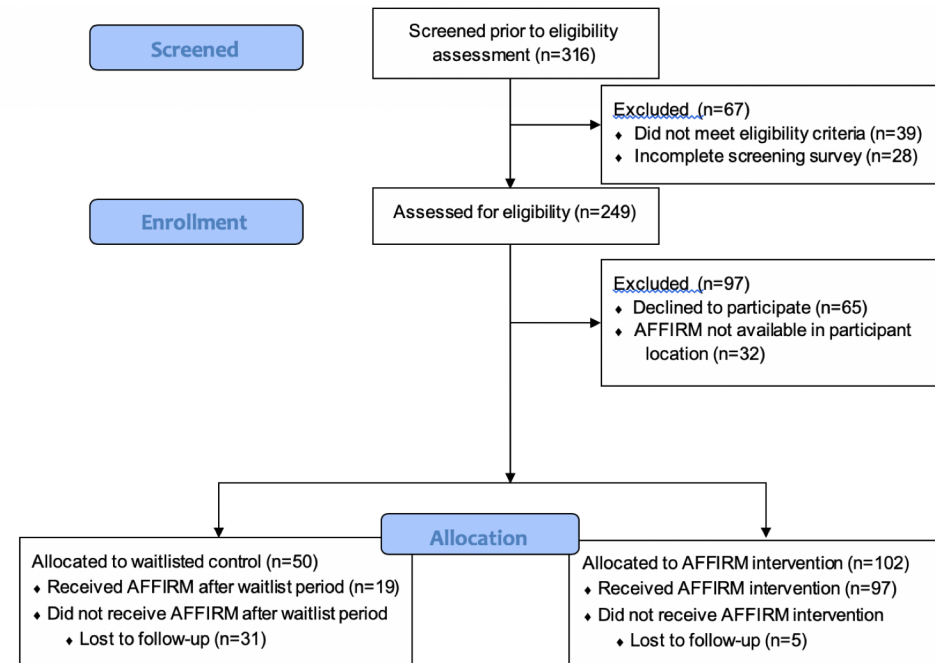 Screened
Screened prior to eligibility
assessment (n=316)
Excluded (n=67)
♦ Did not meet eligibility criteria (n=39)
♦ Incomplete screening survey (n=28)
Enrollment
Assessed for eligibility (n=249)
Excluded (n=97)
♦ Declined to participate (n=65)
♦ AFFIRM not available in participant
location (n=32)
Allocation
Allocated to waitlisted control (n=50)
♦ Received AFFIRM after waitlist period (n=19)
♦ Did not receive AFFIRM after waitlist period
♦ Lost to follow-up (n=31)
Allocated to AFFIRM intervention (n=102)
♦ Received AFFIRM intervention (n=97)
♦ Did not receive AFFIRM intervention
♦ Lost to follow-up (n=5)